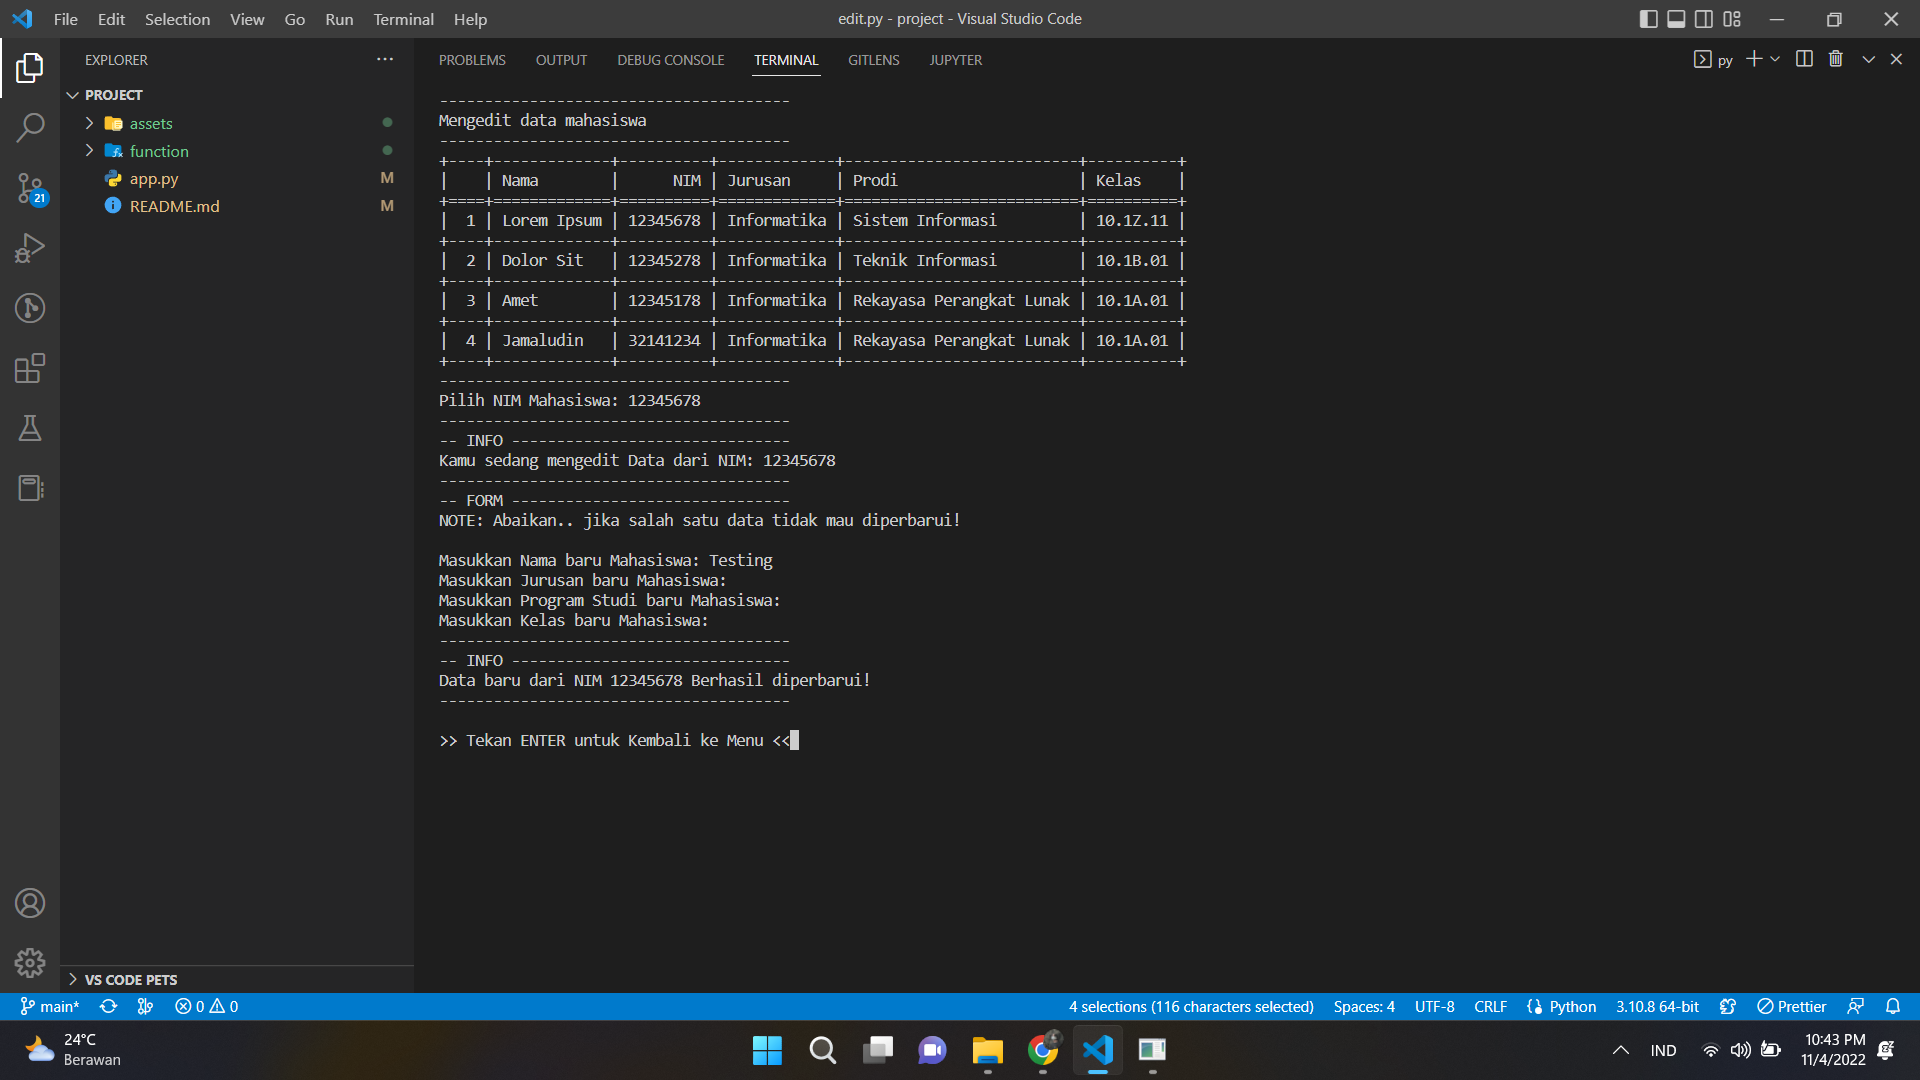 File Edit Selection View Go Run Terminal Help
edit.py - project - Visual Studio Code
EXPLORER
PROJECT
assets
function
app.py M
README.md M
21
VS CODE PETS
PROBLEMS OUTPUT DEBUG CONSOLE TERMINAL GITLENS JUPYTER
py
---------------------------------------
Mengedit data mahasiswa
---------------------------------------
+----+-------------+----------+-------------+--------------------------+----------+
|    | Nama        |      NIM | Jurusan     | Prodi                    | Kelas    |
+====+=============+==========+=============+==========================+==========+
|  1 | Lorem Ipsum | 12345678 | Informatika | Sistem Informasi         | 10.1Z.11 |
+----+-------------+----------+-------------+--------------------------+----------+
|  2 | Dolor Sit   | 12345278 | Informatika | Teknik Informasi         | 10.1B.01 |
+----+-------------+----------+-------------+--------------------------+----------+
|  3 | Amet        | 12345178 | Informatika | Rekayasa Perangkat Lunak | 10.1A.01 |
+----+-------------+----------+-------------+--------------------------+----------+
|  4 | Jamaludin   | 32141234 | Informatika | Rekayasa Perangkat Lunak | 10.1A.01 |
+----+-------------+----------+-------------+--------------------------+----------+
---------------------------------------
Pilih NIM Mahasiswa: 12345678
---------------------------------------
-- INFO -------------------------------
Kamu sedang mengedit Data dari NIM: 12345678
---------------------------------------
-- FORM -------------------------------
NOTE: Abaikan.. jika salah satu data tidak mau diperbarui!
Masukkan Nama baru Mahasiswa: Testing
Masukkan Jurusan baru Mahasiswa:
Masukkan Program Studi baru Mahasiswa:
Masukkan Kelas baru Mahasiswa:
---------------------------------------
-- INFO -------------------------------
Data baru dari NIM 12345678 Berhasil diperbarui!
---------------------------------------
>> Tekan ENTER untuk Kembali ke Menu <<
main* 0 0 4 selections (116 characters selected) Spaces: 4 UTF-8 CRLF Python 3.10.8 64-bit Prettier
24°C
Berawan
IND
10:43 PM
11/4/2022